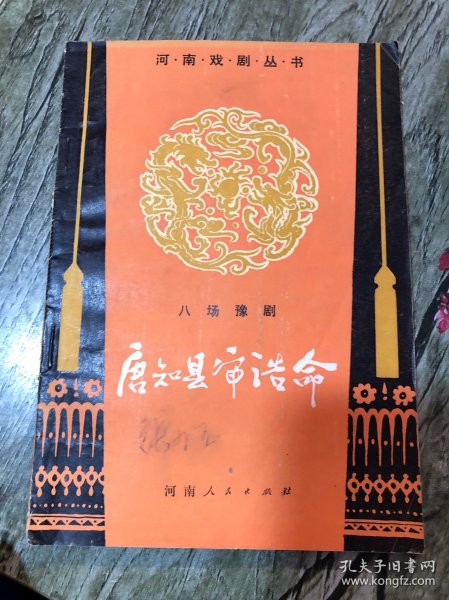 河·南·戏·剧·丛·书
八场豫剧
唐知县审诰命
河南人民出版社
孔夫子旧书网
www.kongfz.com